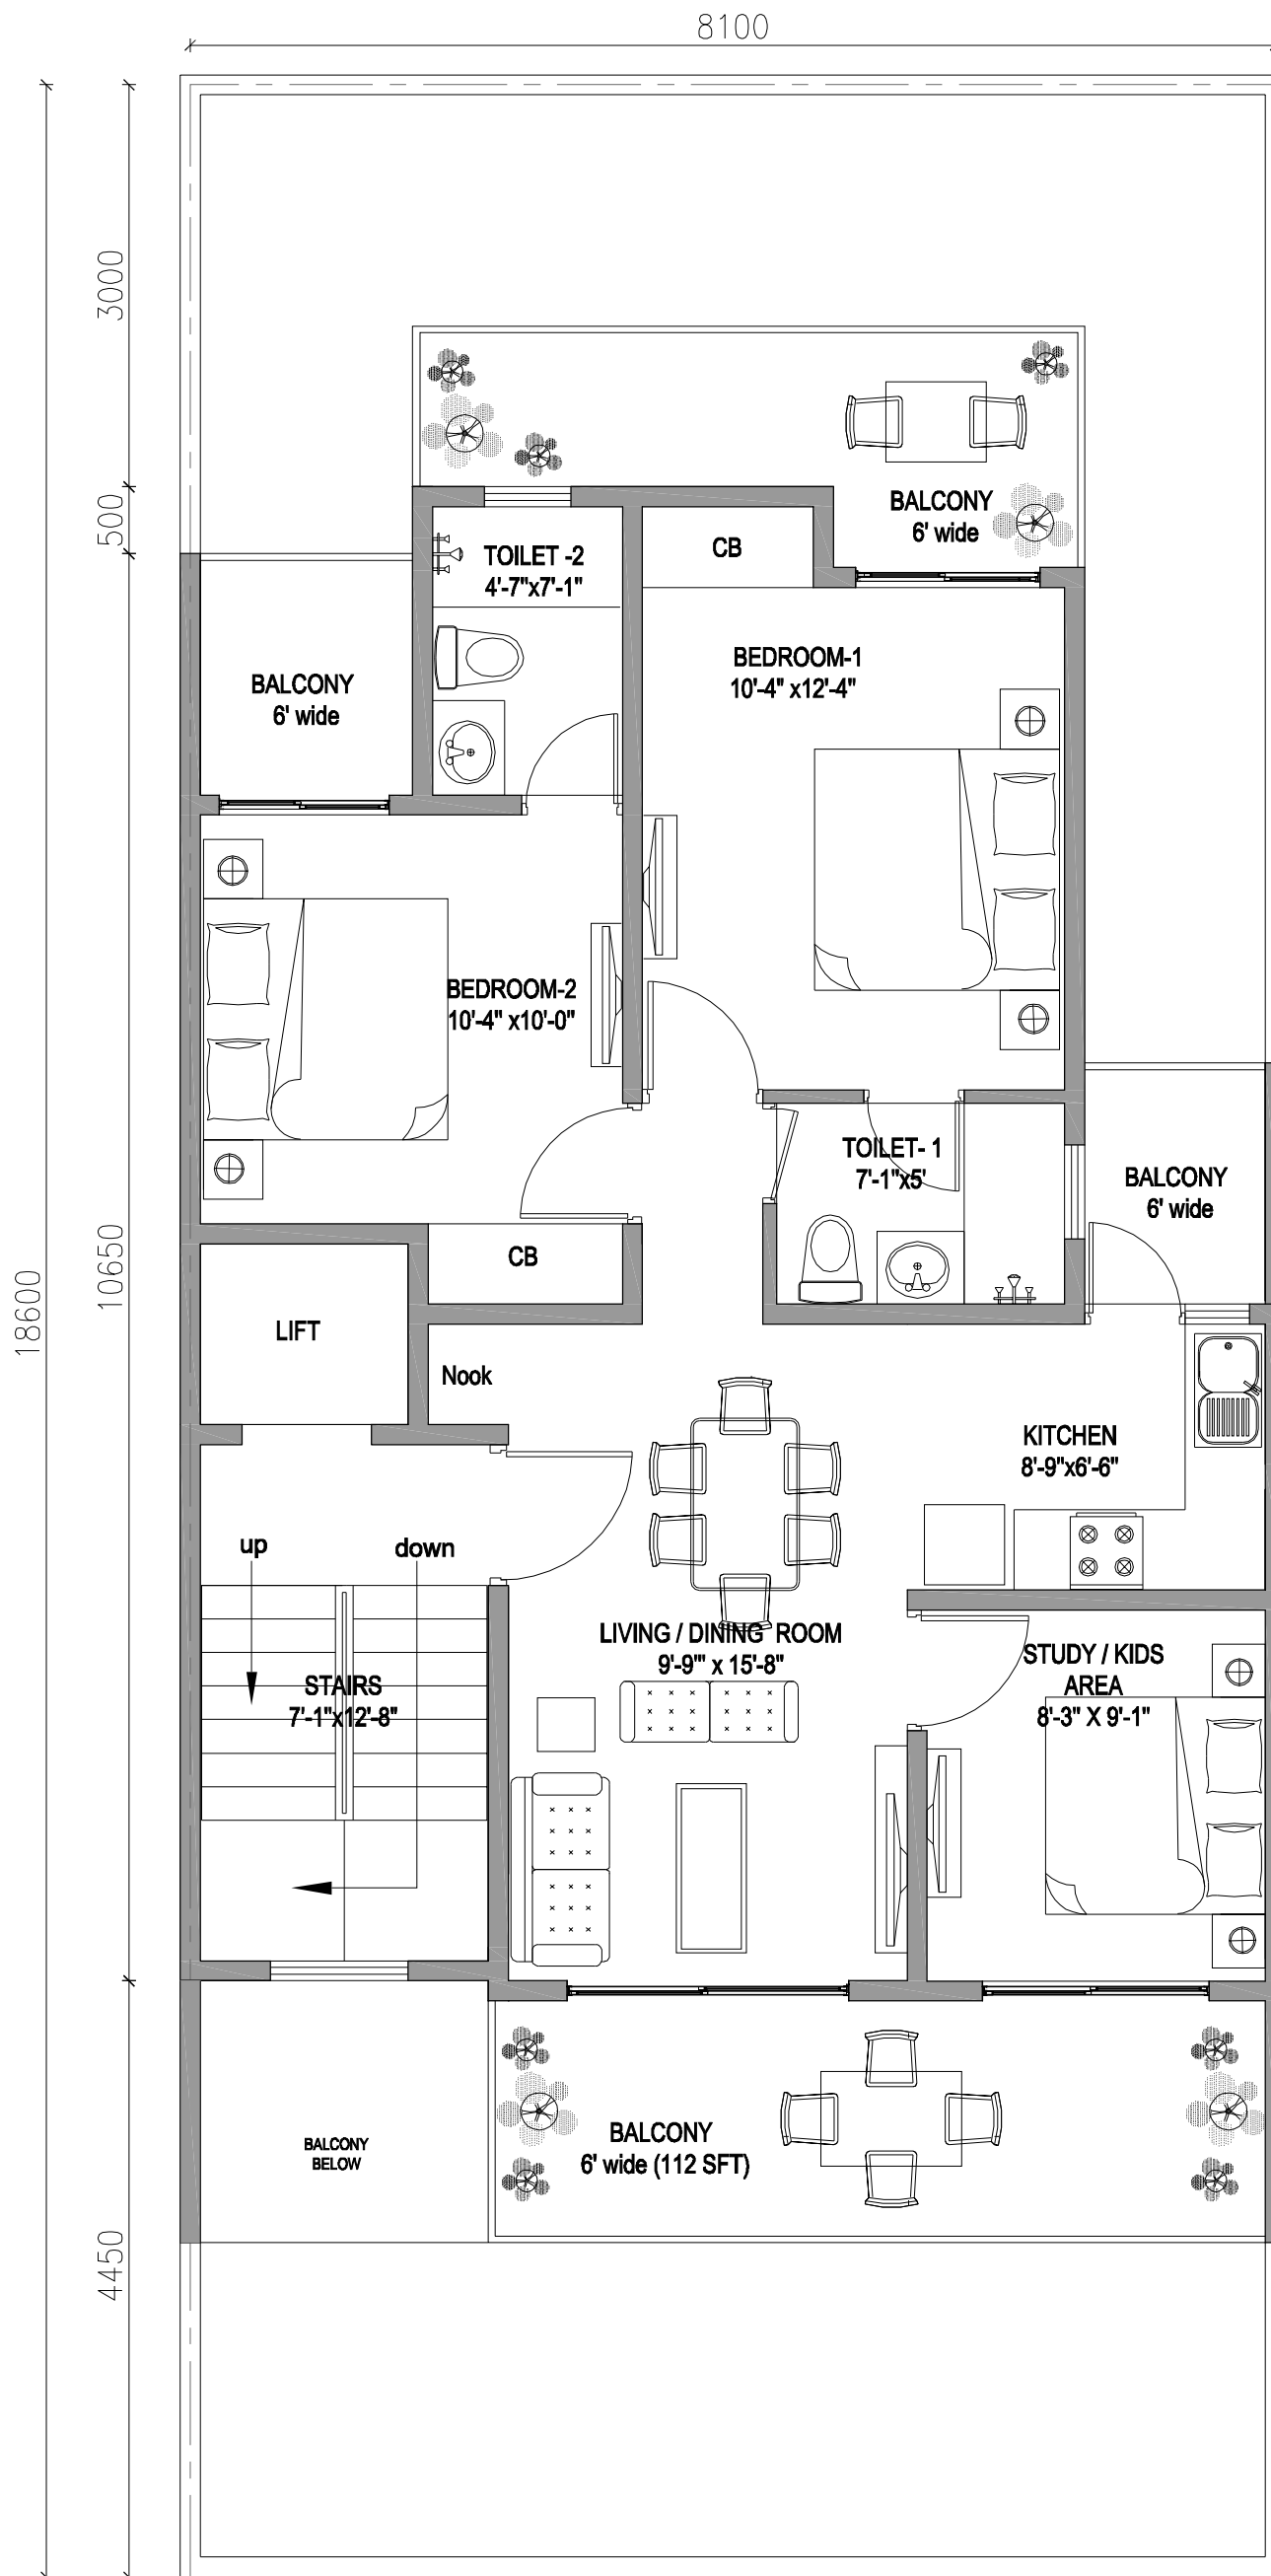 8100
3000
BALCONY
6' wide
500
TOILET -2
4'-7"x7'-1"
CB
BEDROOM-1
10'-4" x12'-4"
BALCONY
6' wide
BEDROOM-2
10'-4" x10'-0"
TOILET- 1
7'-1"x5'
BALCONY
6' wide
10650
18600
CB
LIFT
Nook
KITCHEN
8'-9"x6'-6"
up
down
LIVING / DINING ROOM
9'-9"' x 15'-8"
STUDY / KIDS
AREA
8'-3" X 9'-1"
STAIRS
7'-1"x12'-8"
BALCONY
6' wide (112 SFT)
BALCONY
BELOW
4450